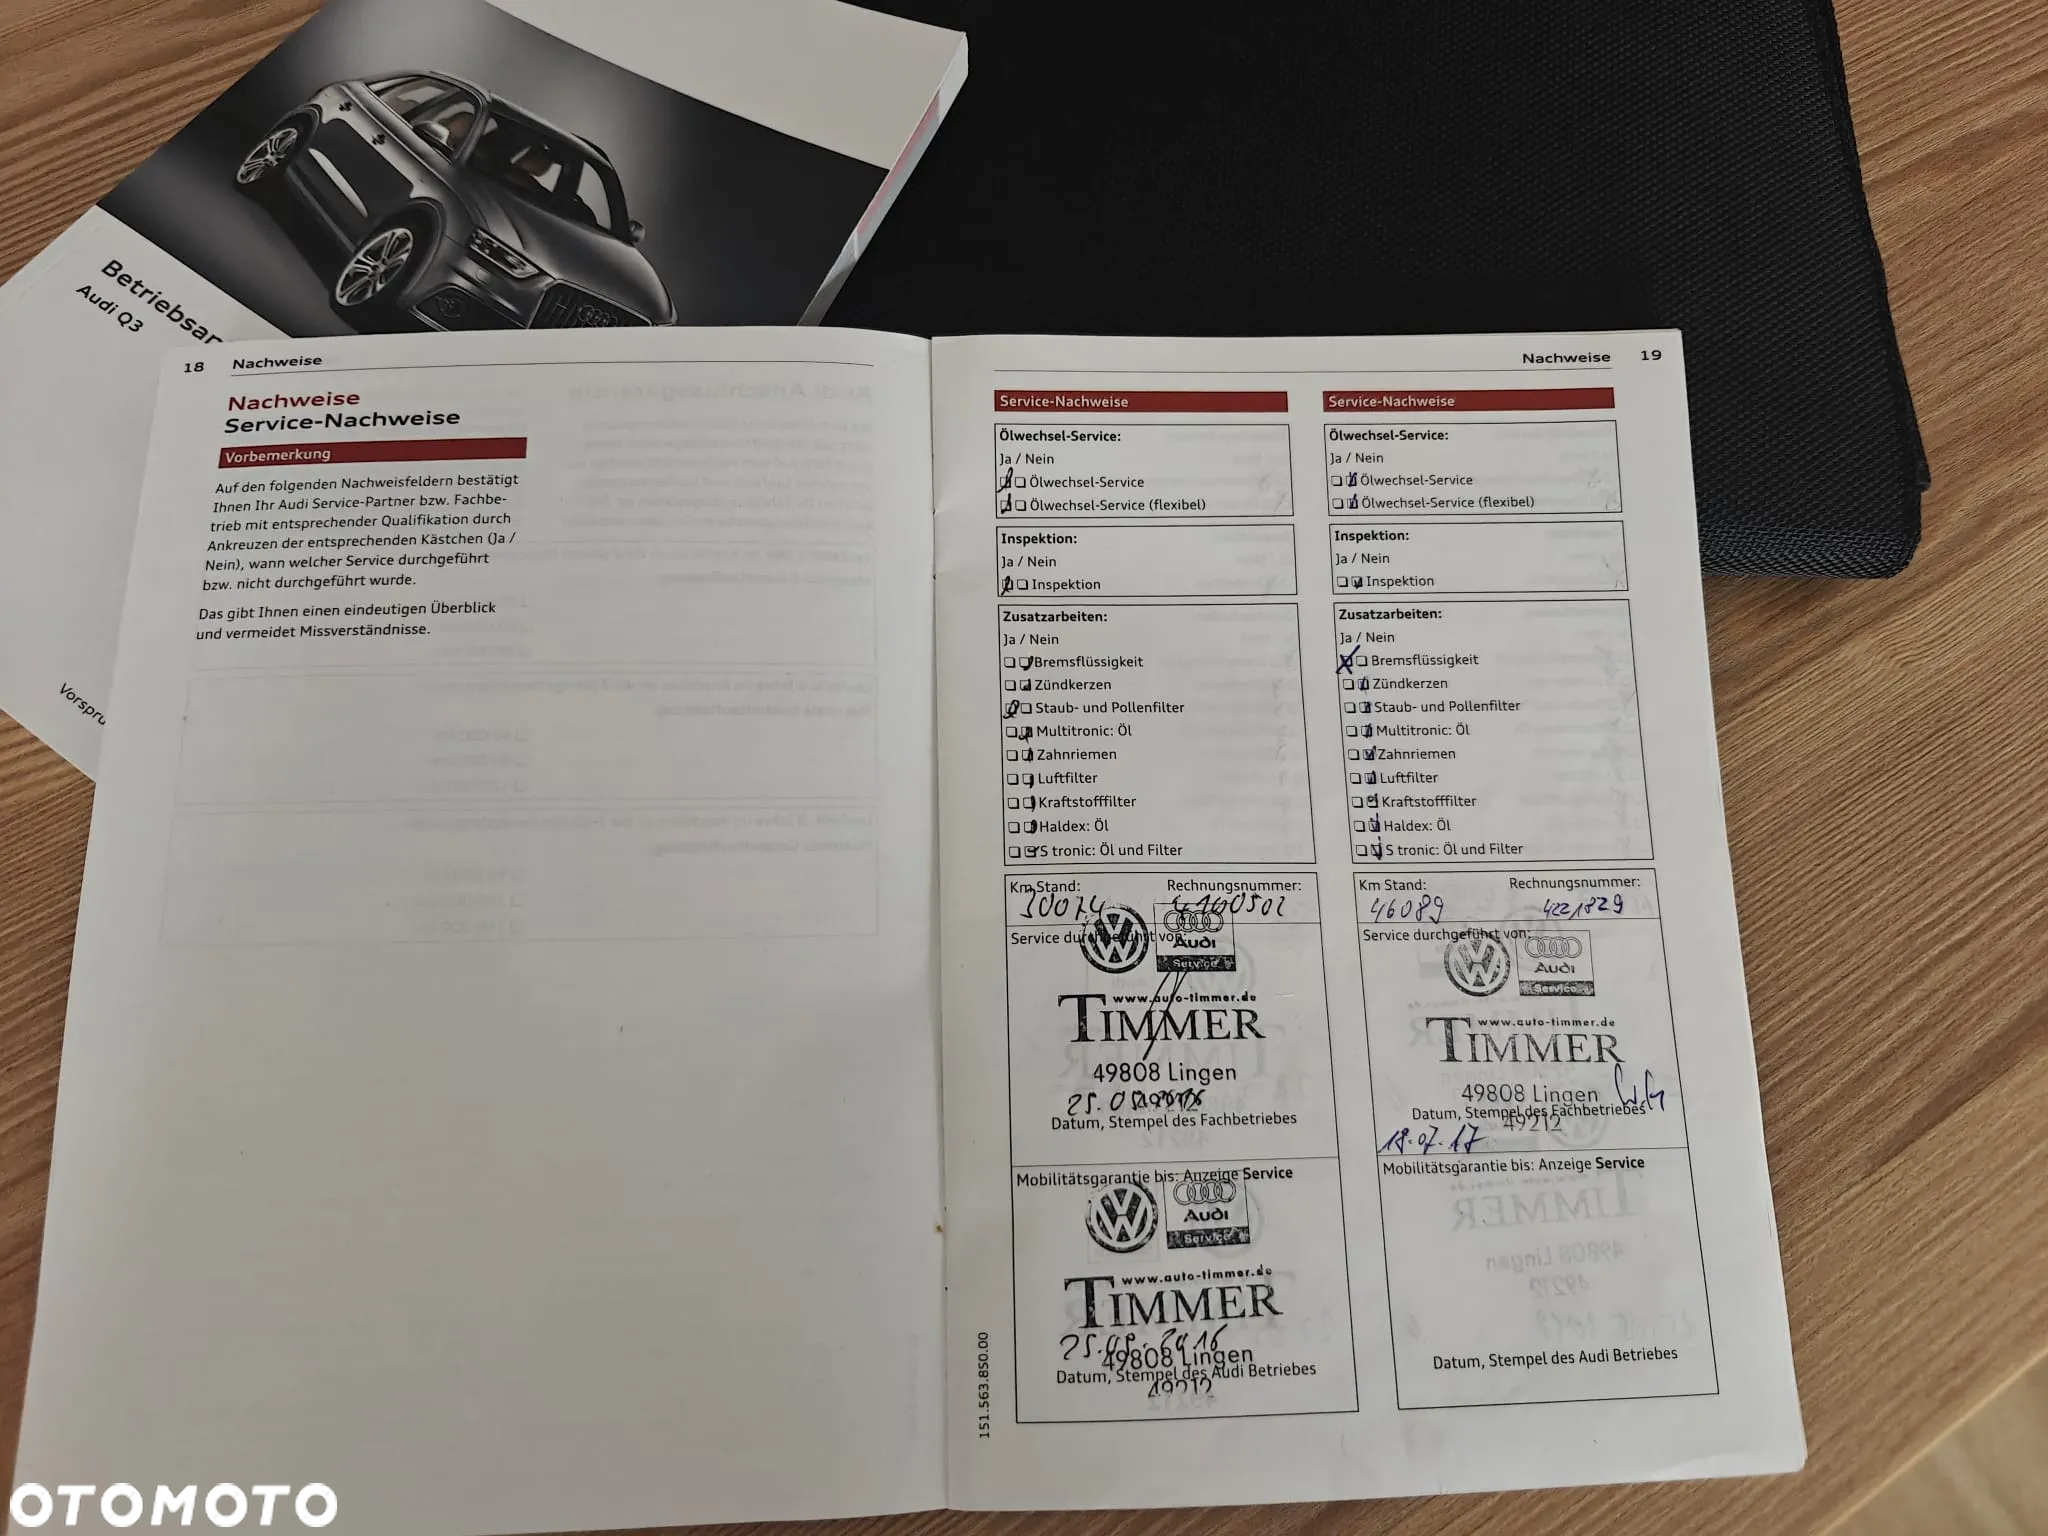 Betriebsan
Audi Q3
Vorspru
18 Nachweise
Nachweise
Service-Nachweise
Vorbemerkung
Auf den folgenden Nachweisfeldern bestätigt
Ihnen Ihr Audi Service-Partner bzw. Fachbe-
trieb mit entsprechender Qualifikation durch
Ankreuzen der entsprechenden Kästchen (Ja /
Nein), wann welcher Service durchgeführt
bzw. nicht durchgeführt wurde.
Das gibt Ihnen einen eindeutigen Überblick
und vermeidet Missverständnisse.
Nachweise 19
Service-Nachweise
Ölwechsel-Service:
Ja / Nein
Ölwechsel-Service
Ölwechsel-Service (flexibel)
Inspektion:
Ja / Nein
Inspektion
Zusatzarbeiten:
Ja / Nein
Bremsflüssigkeit
Zündkerzen
Staub- und Pollenfilter
Multitronic: Öl
Zahnriemen
Luftfilter
Kraftstofffilter
Haldex: Öl
S tronic: Öl und Filter
Km Stand: Rechnungsnummer:
30074 4100502
Service durchgeführt von:
Audi
Service
www.auto-timmer.de
TIMMER
49808 Lingen
49212
Datum, Stempel des Fachbetriebes
Mobilitätsgarantie bis: Anzeige Service
Audi
Service
www.auto-timmer.de
TIMMER
25.05.2016
49808 Lingen
Datum, Stempel des Audi Betriebes
49212
151.563.850.00
Service-Nachweise
Ölwechsel-Service:
Ja / Nein
Ölwechsel-Service
Ölwechsel-Service (flexibel)
Inspektion:
Ja / Nein
Inspektion
Zusatzarbeiten:
Ja / Nein
Bremsflüssigkeit
Zündkerzen
Staub- und Pollenfilter
Multitronic: Öl
Zahnriemen
Luftfilter
Kraftstofffilter
Haldex: Öl
S tronic: Öl und Filter
Km Stand: Rechnungsnummer:
46089 4221829
Service durchgeführt von:
Audi
Service
www.auto-timmer.de
TIMMER
49808 Lingen
Datum, Stempel des Fachbetriebes
49212
18.07.17
Mobilitätsgarantie bis: Anzeige Service
Datum, Stempel des Audi Betriebes
OTOMOTO